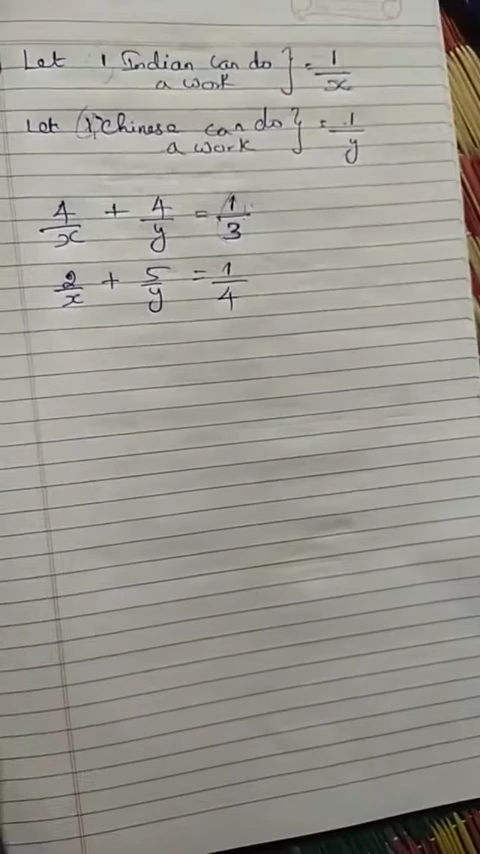 Let 1 Indian can do } = 1/x
a work
Let (1) Chinese can do } = 1/y
a work
4/x + 4/y = 1/3
2/x + 5/y = 1/4